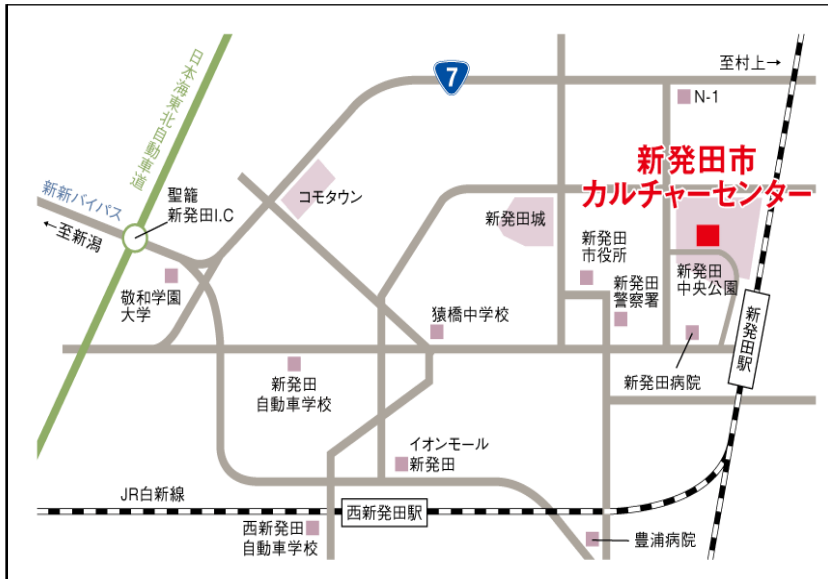 日本海東北自動車道
7
至村上→
N-1
新発田市
カルチャーセンター
新新バイパス
←至新潟
聖籠
新発田I.C
コモタウン
新発田城
新発田
市役所
新発田
警察署
新発田
中央公園
敬和学園
大学
猿橋中学校
新発田駅
新発田病院
新発田
自動車学校
イオンモール
新発田
JR白新線
西新発田駅
西新発田
自動車学校
豊浦病院